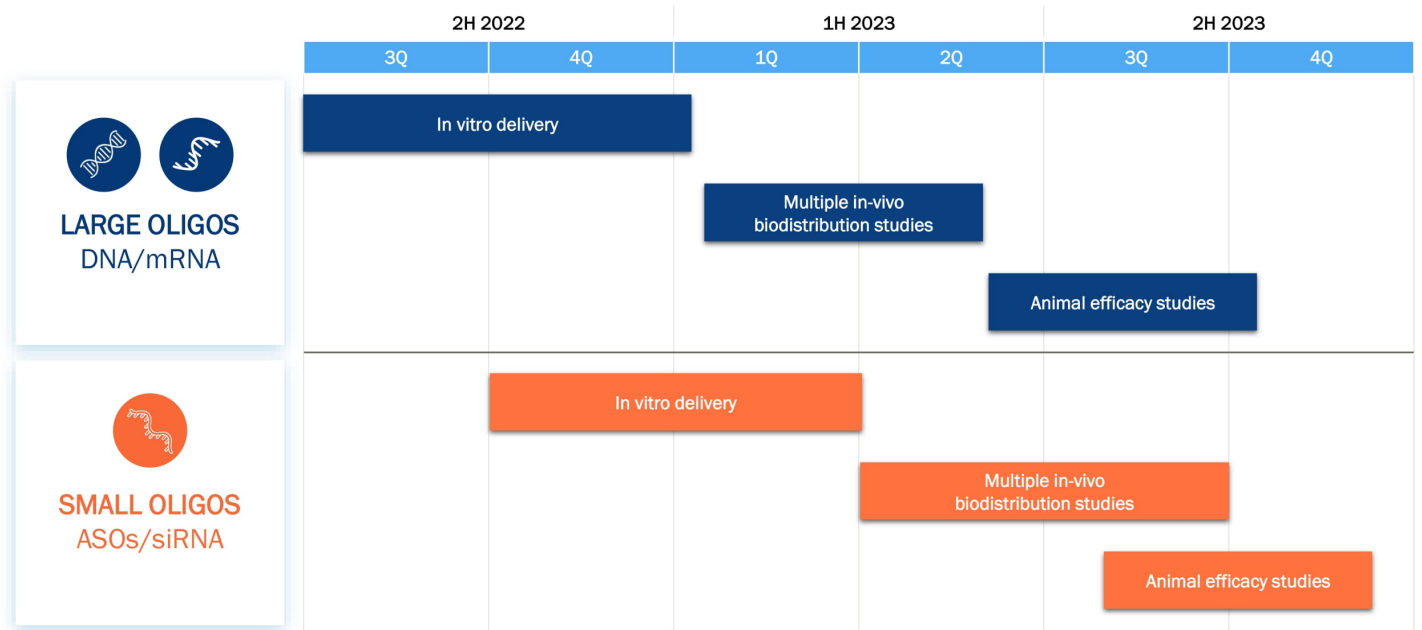 2H 2022
1H 2023
2H 2023
3Q
4Q
1Q
2Q
3Q
4Q
LARGE OLIGOS
DNA/mRNA
In vitro delivery
Multiple in-vivo
biodistribution studies
Animal efficacy studies
SMALL OLIGOS
ASOs/siRNA
In vitro delivery
Multiple in-vivo
biodistribution studies
Animal efficacy studies